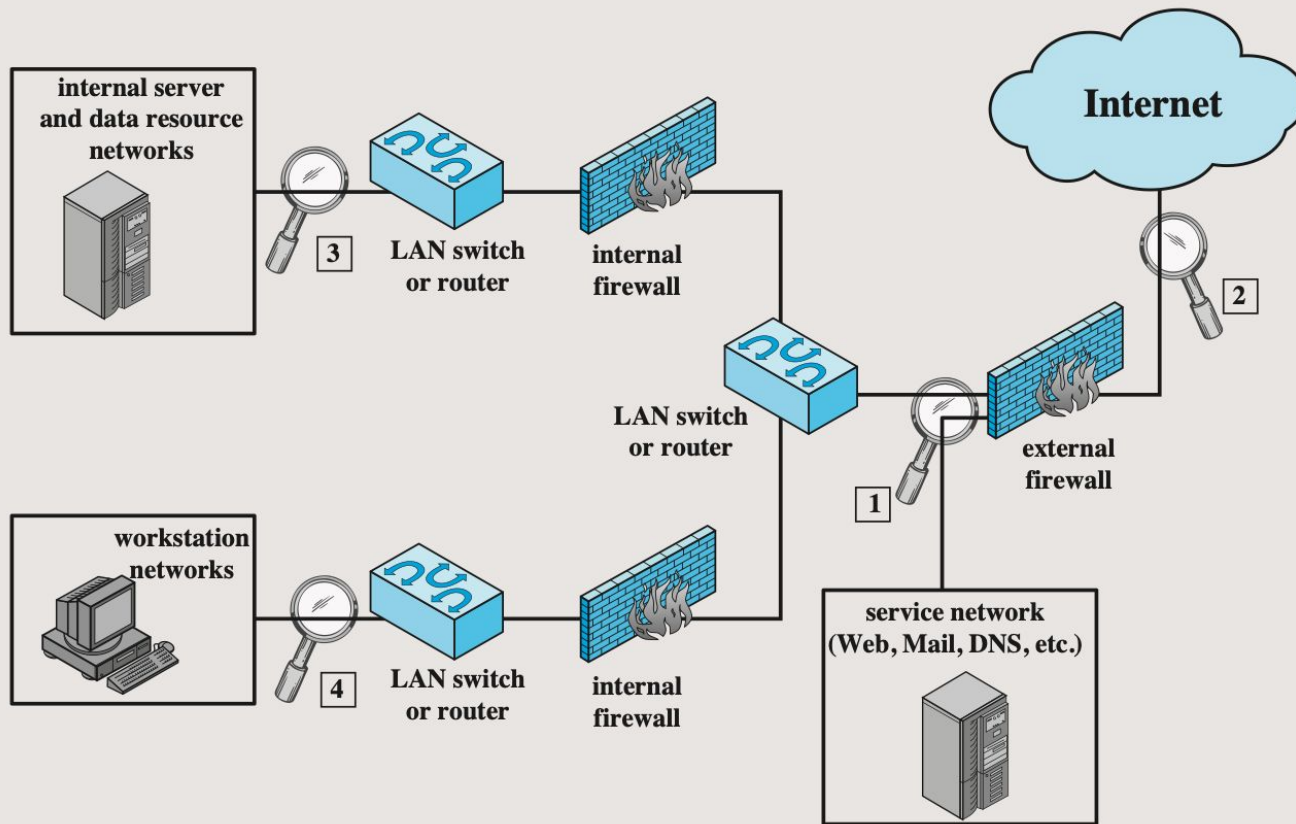 internal server
and data resource
networks
3
LAN switch
or router
internal
firewall
Internet
2
LAN switch
or router
1
external
firewall
workstation
networks
4
LAN switch
or router
internal
firewall
service network
(Web, Mail, DNS, etc.)